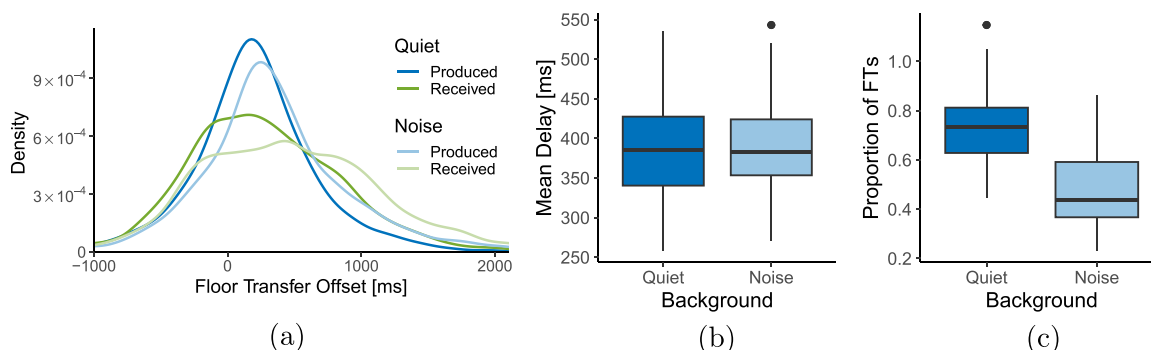 Density
9×10⁻⁴
6×10⁻⁴
3×10⁻⁴
0
−1000
0
1000
2000
Floor Transfer Offset [ms]
Quiet
Produced
Received
Noise
Produced
Received
(a)
Mean Delay [ms]
550
500
450
400
350
300
250
Quiet
Noise
Background
(b)
Proportion of FTs
1.0
0.8
0.6
0.4
0.2
Quiet
Noise
Background
(c)